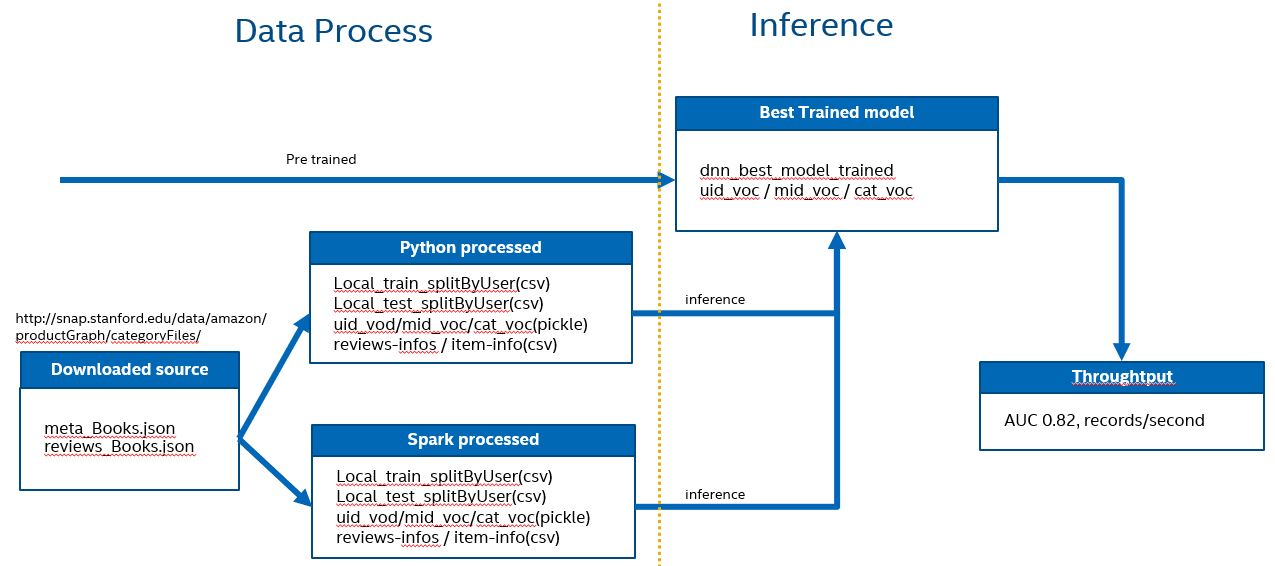 Data Process
Inference
Best Trained model
dnn_best_model_trained
uid_voc / mid_voc / cat_voc
Pre trained
Python processed
Local_train_splitByUser(csv)
Local_test_splitByUser(csv)
uid_vod/mid_voc/cat_voc(pickle)
reviews-infos / item-info(csv)
inference
http://snap.stanford.edu/data/amazon/
productGraph/categoryFiles/
Downloaded source
meta_Books.json
reviews_Books.json
Throughtput
AUC 0.82, records/second
Spark processed
Local_train_splitByUser(csv)
Local_test_splitByUser(csv)
uid_vod/mid_voc/cat_voc(pickle)
reviews-infos / item-info(csv)
inference